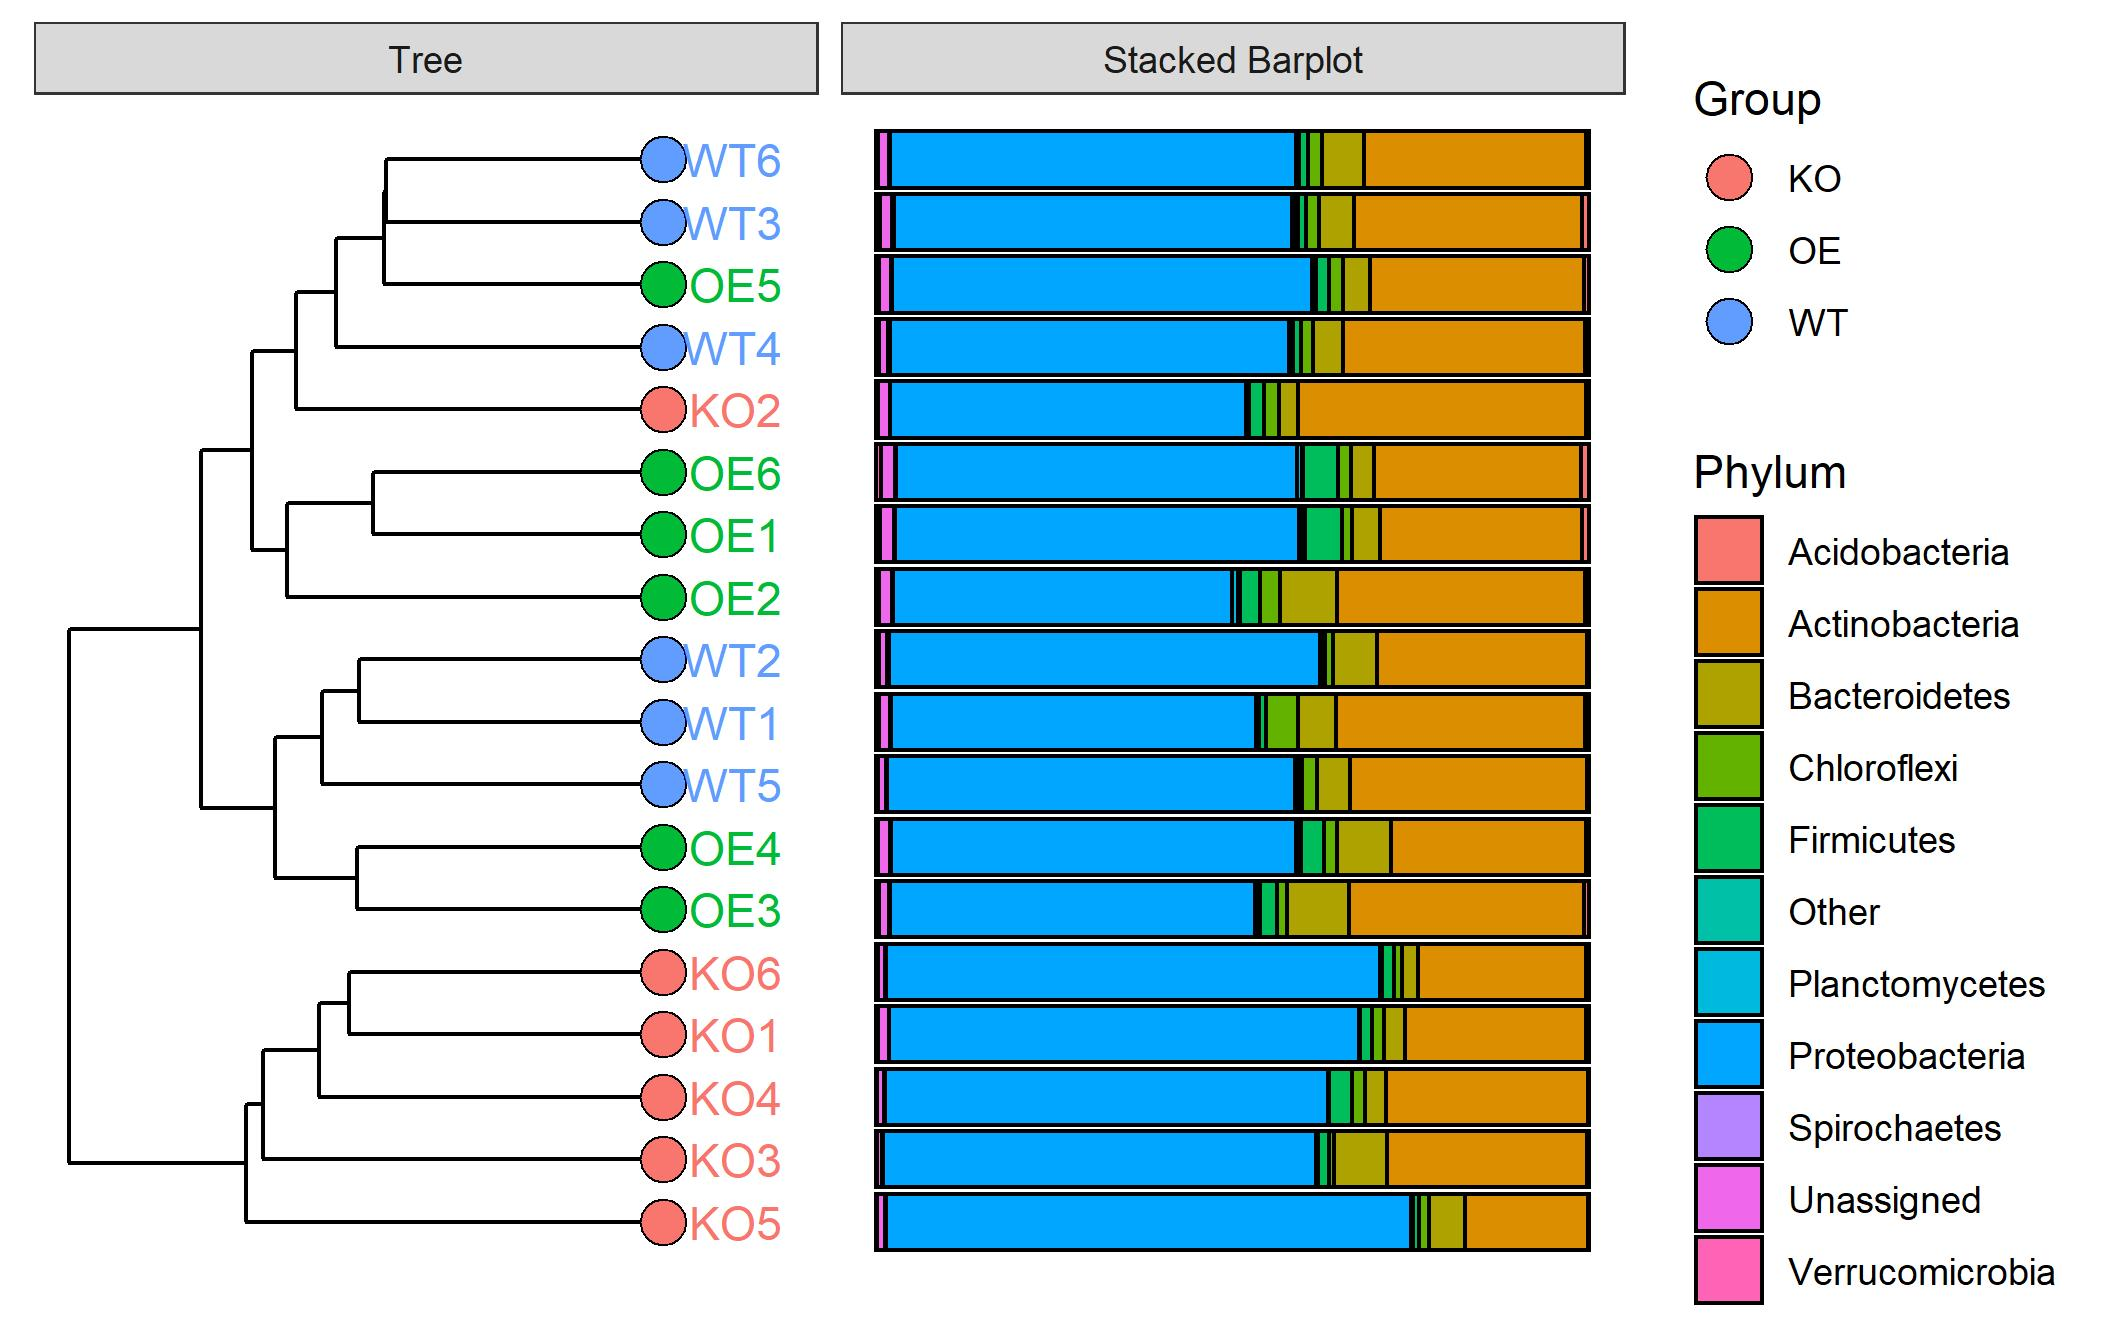 Tree
Stacked Barplot
WT6
WT3
OE5
WT4
KO2
OE6
OE1
OE2
WT2
WT1
WT5
OE4
OE3
KO6
KO1
KO4
KO3
KO5
Group
KO
OE
WT
Phylum
Acidobacteria
Actinobacteria
Bacteroidetes
Chloroflexi
Firmicutes
Other
Planctomycetes
Proteobacteria
Spirochaetes
Unassigned
Verrucomicrobia